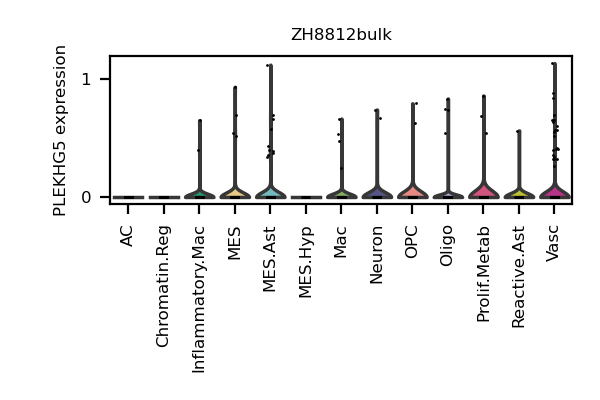 ZH8812bulk
PLEKHG5 expression
1
0
AC
Chromatin.Reg
Inflammatory.Mac
MES
MES.Ast
MES.Hyp
Mac
Neuron
OPC
Oligo
Prolif.Metab
Reactive.Ast
Vasc